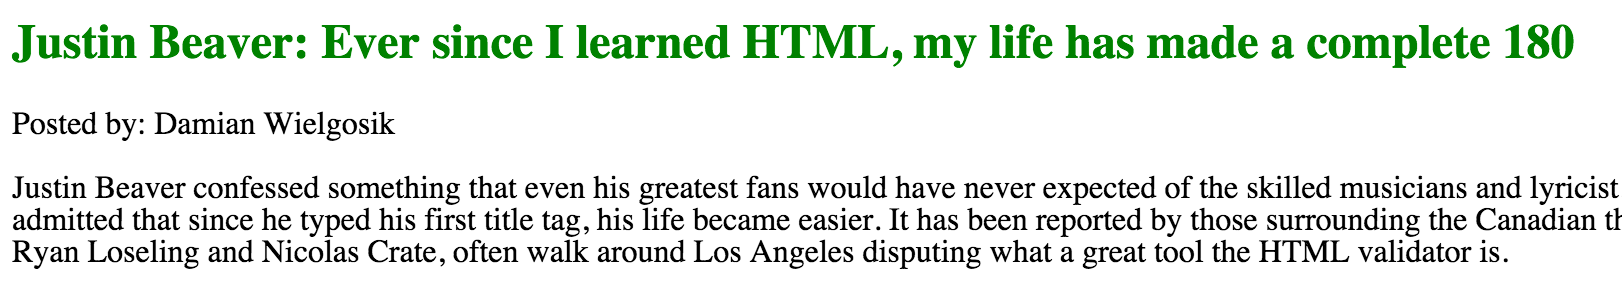 Justin Beaver: Ever since I learned HTML, my life has made a complete 180
Posted by: Damian Wielgosik
Justin Beaver confessed something that even his greatest fans would have never expected of the skilled musicians and lyricist
admitted that since he typed his first title tag, his life became easier. It has been reported by those surrounding the Canadian
Ryan Loseling and Nicolas Crate, often walk around Los Angeles disputing what a great tool the HTML validator is.